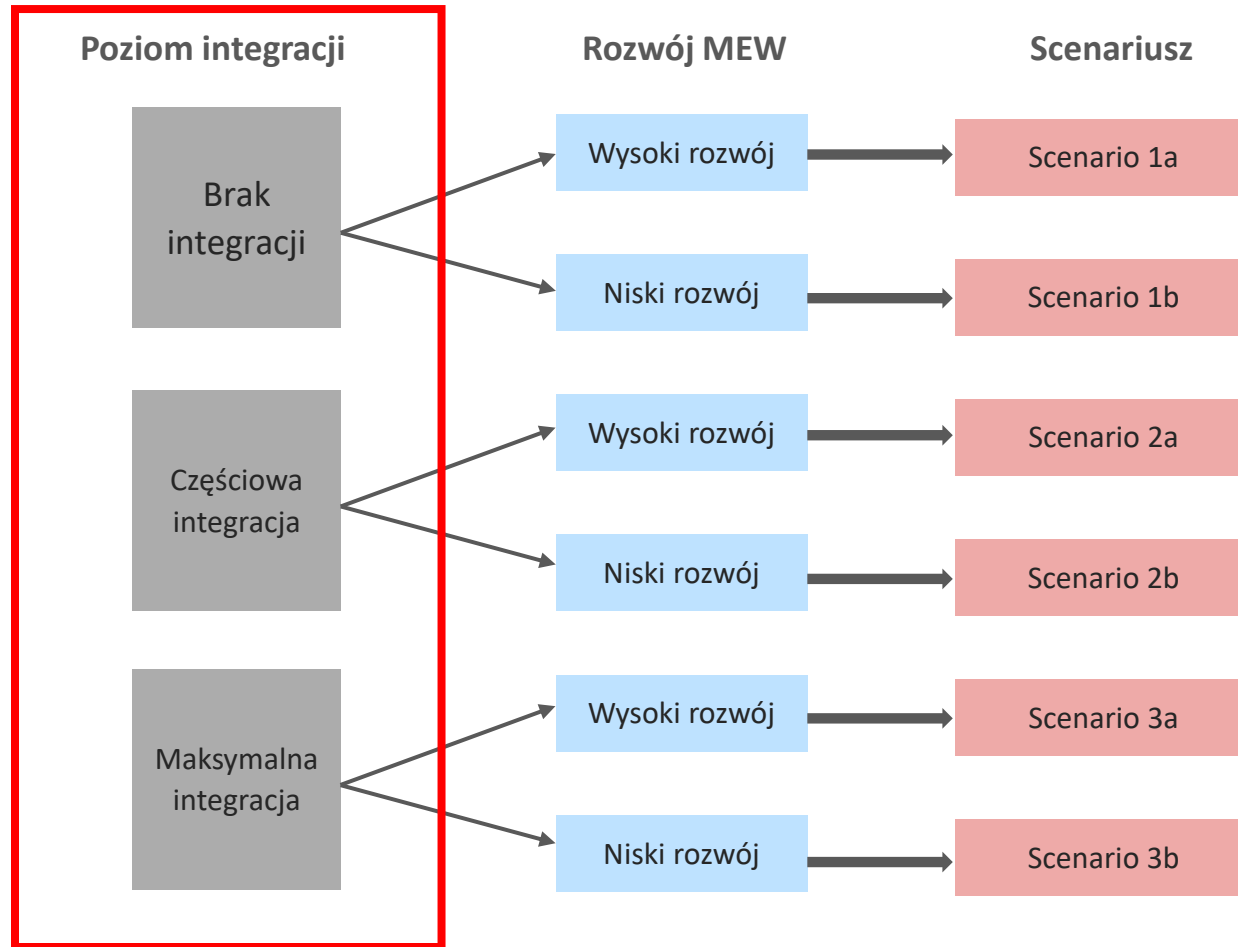 Poziom integracji
Rozwój MEW
Scenariusz
Brak
integracji
Wysoki rozwój
Scenario 1a
Niski rozwój
Scenario 1b
Częściowa
integracja
Wysoki rozwój
Scenario 2a
Niski rozwój
Scenario 2b
Maksymalna
integracja
Wysoki rozwój
Scenario 3a
Niski rozwój
Scenario 3b